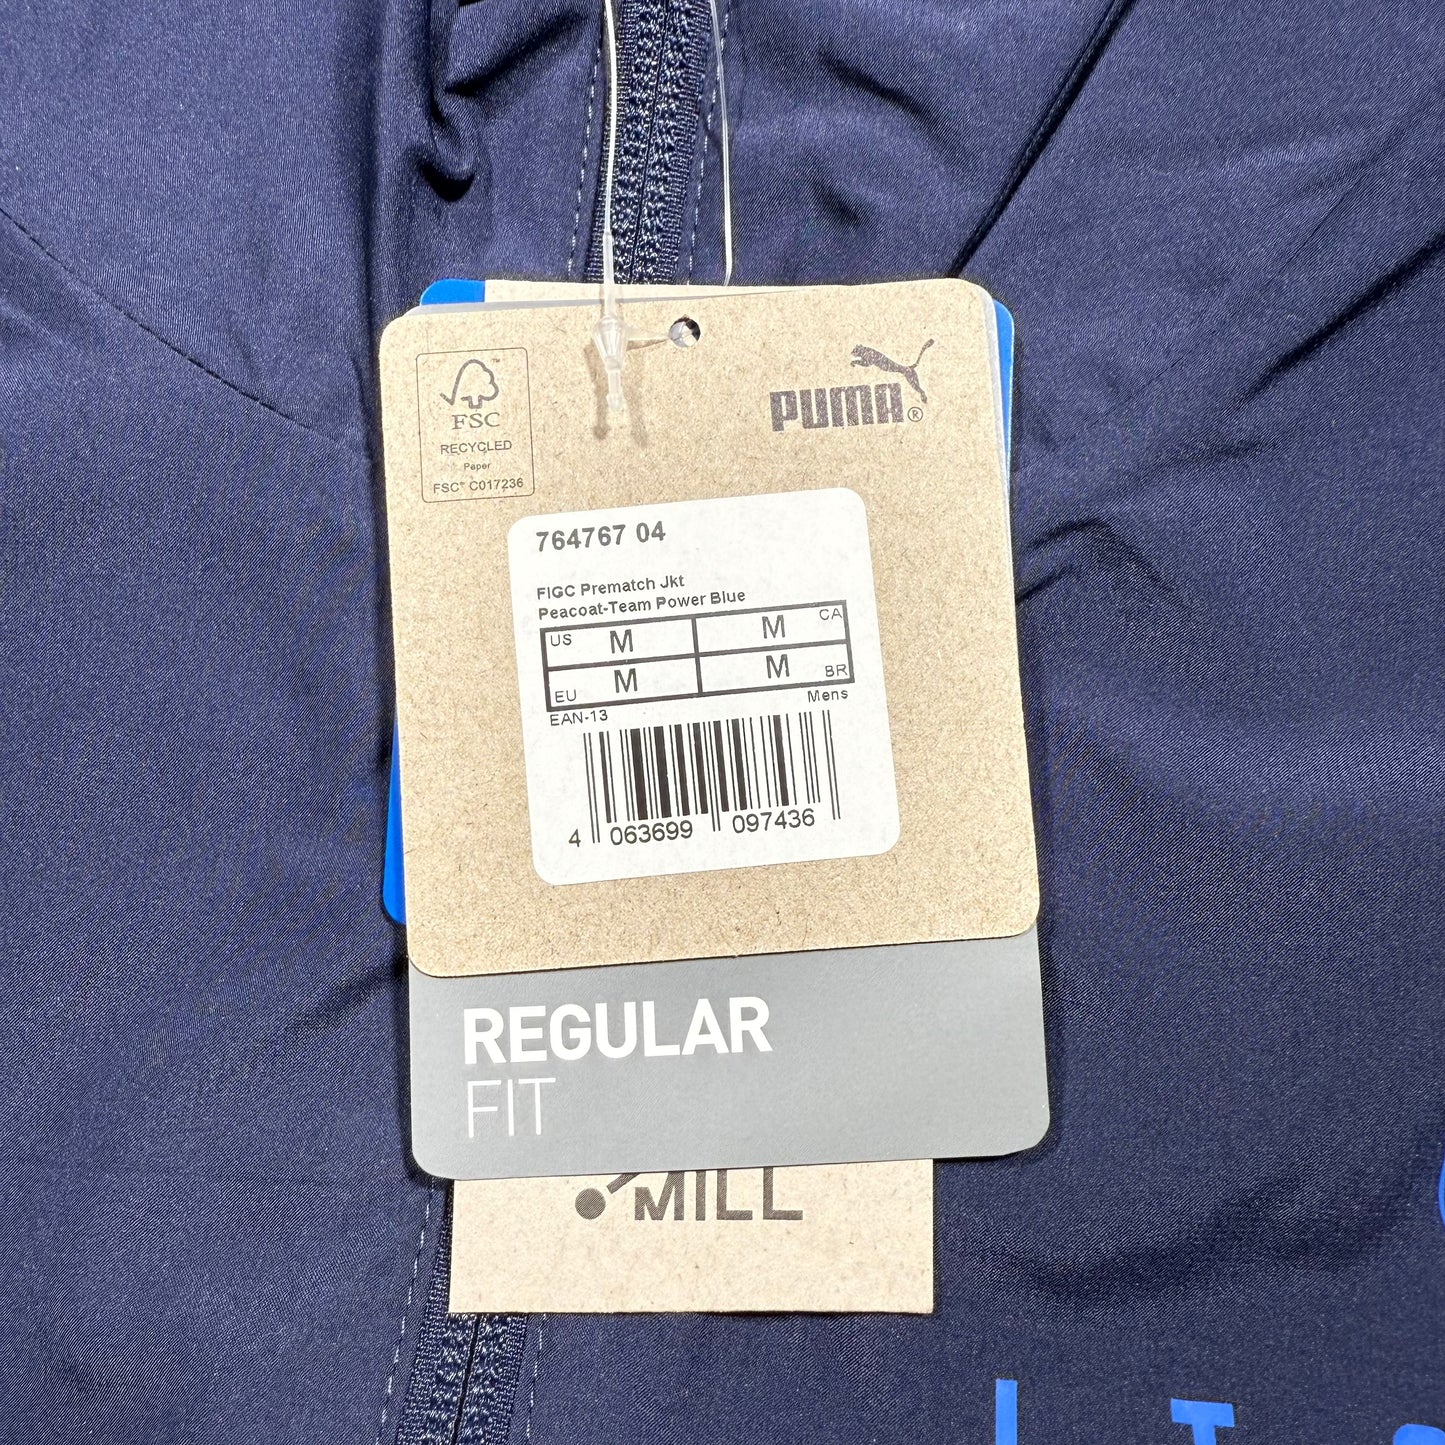 FSC™
RECYCLED
Paper
FSC® C017236
PUMA®
764767 04
FIGC Prematch Jkt
Peacoat-Team Power Blue
US M M CA
EU M M BR
EAN-13 Mens
4 063699 097436
REGULAR
FIT
MILL
I T